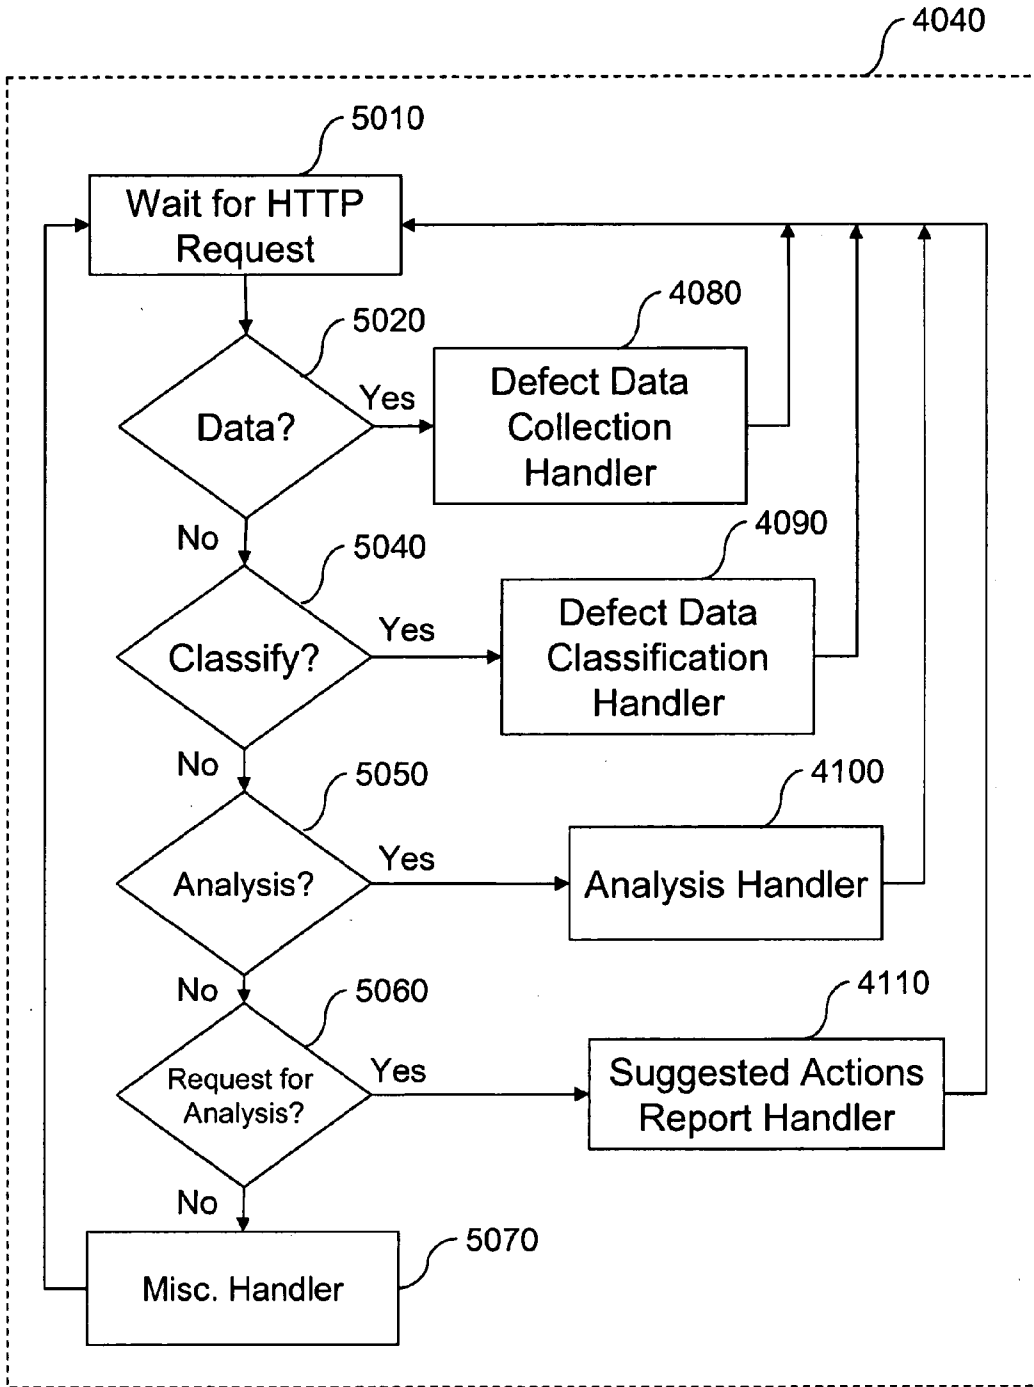 4040
5010
Wait for HTTP
Request
5020
4080
Data?
Yes
Defect Data
Collection
Handler
No
5040
4090
Classify?
Yes
Defect Data
Classification
Handler
No
5050
4100
Analysis?
Yes
Analysis Handler
No
5060
4110
Request for
Analysis?
Yes
Suggested Actions
Report Handler
No
5070
Misc. Handler